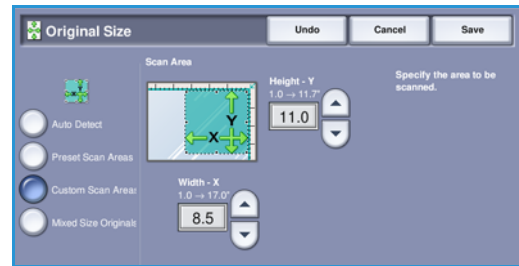 Original Size
Undo
Cancel
Save
Scan Area
Height - Y
1.0 → 11.7"
11.0
Specify the area to be
scanned.
Y
X
Auto Detect
Preset Scan Areas
Custom Scan Areas
Mixed Size Originals
Width - X
1.0 → 17.0"
8.5